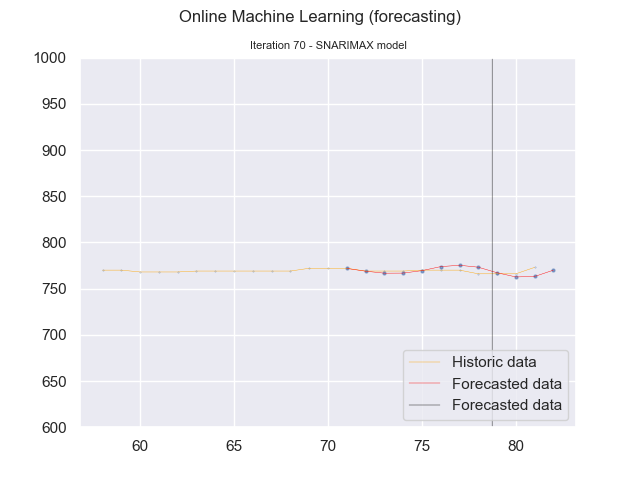 Online Machine Learning (forecasting)
Iteration 70 - SNARIMAX model
1000
950
900
850
800
750
700
650
600
Historic data
Forecasted data
Forecasted data
60
65
70
75
80